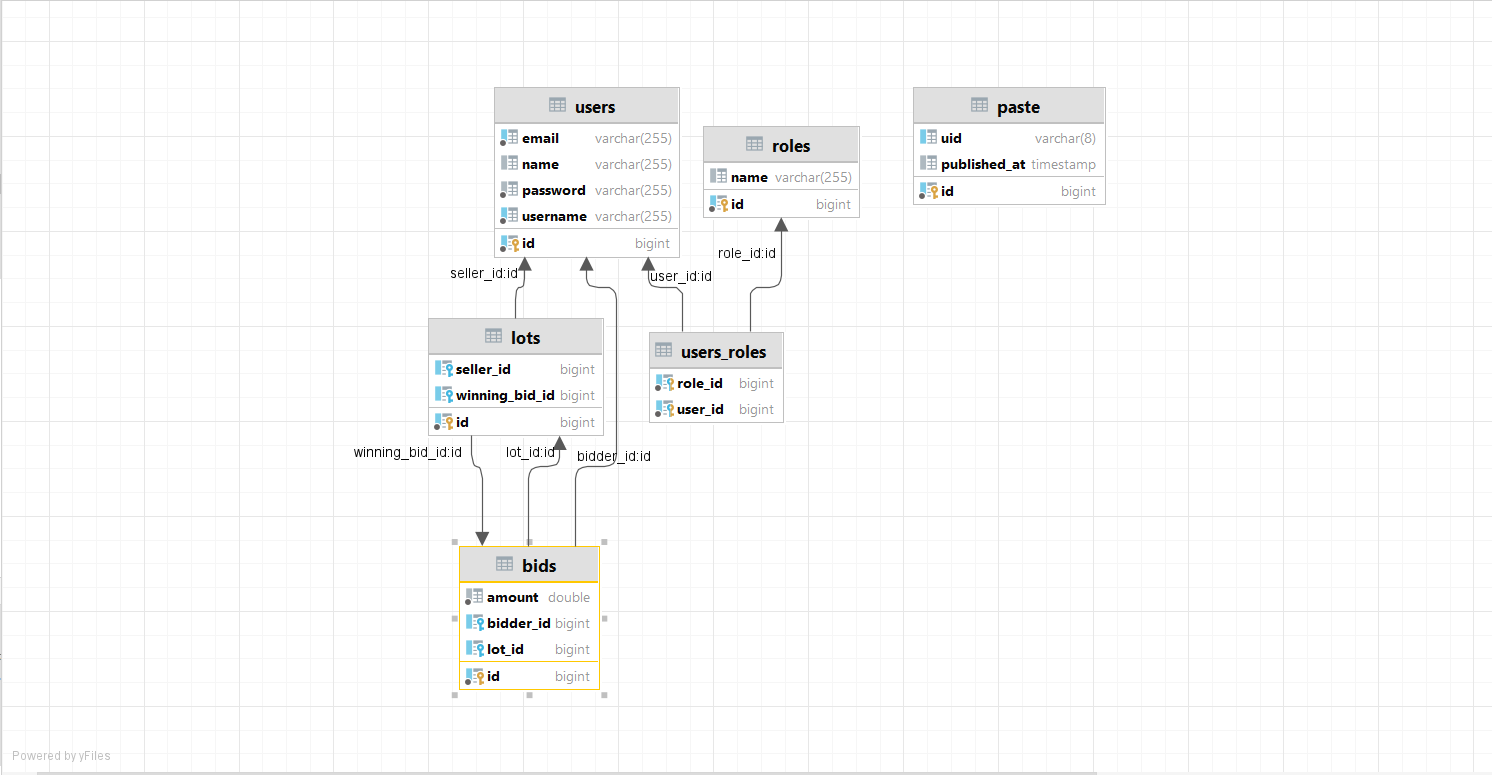 users
email varchar(255)
name varchar(255)
password varchar(255)
username varchar(255)
id bigint
roles
name varchar(255)
id bigint
paste
uid varchar(8)
published_at timestamp
id bigint
seller_id:id
user_id:id
role_id:id
lots
seller_id bigint
winning_bid_id bigint
id bigint
users_roles
role_id bigint
user_id bigint
winning_bid_id:id
lot_id:id
bidder_id:id
bids
amount double
bidder_id bigint
lot_id bigint
id bigint
Powered by yFiles